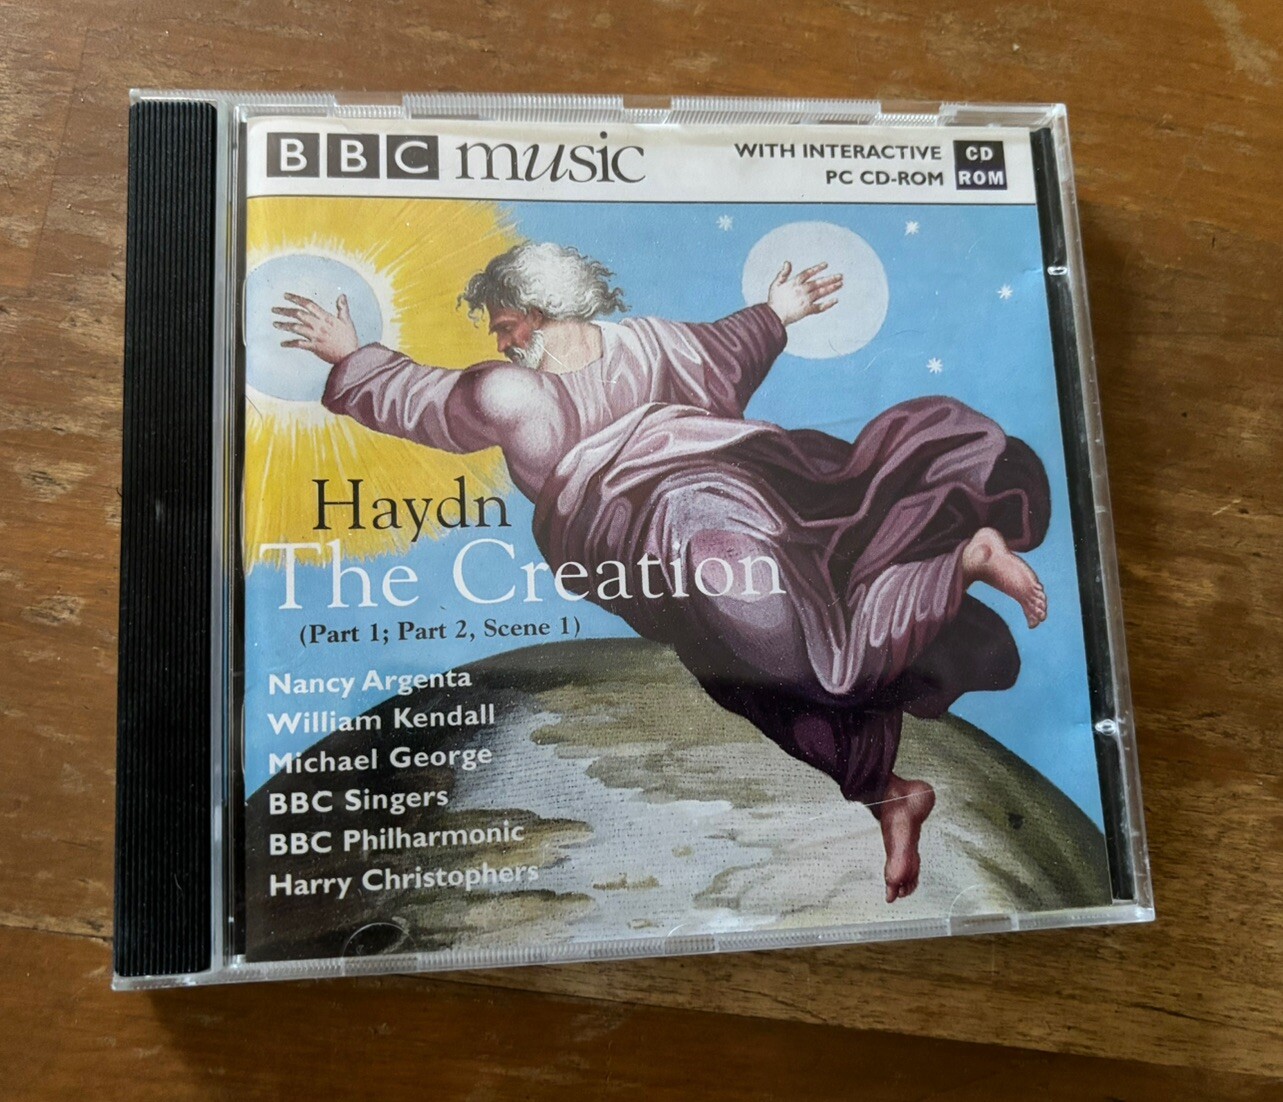 BBC music
WITH INTERACTIVE
PC CD-ROM
CD
ROM
Haydn
The Creation
(Part 1; Part 2, Scene 1)
Nancy Argenta
William Kendall
Michael George
BBC Singers
BBC Philharmonic
Harry Christophers